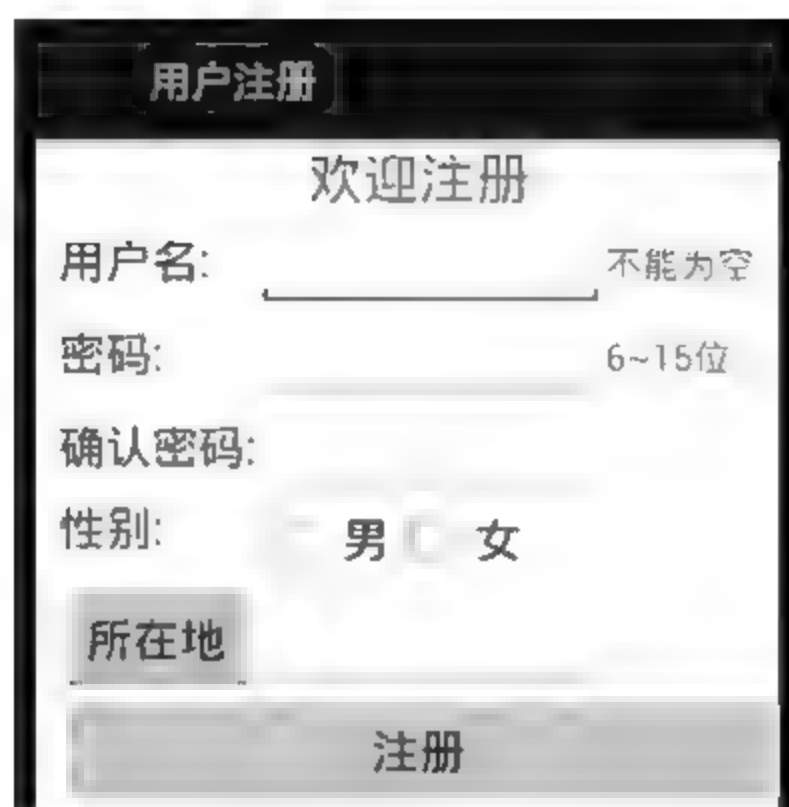 用户注册
欢迎注册
用户名: 不能为空
密码: 6~15位
确认密码:
性别: 男 女
所在地
注册